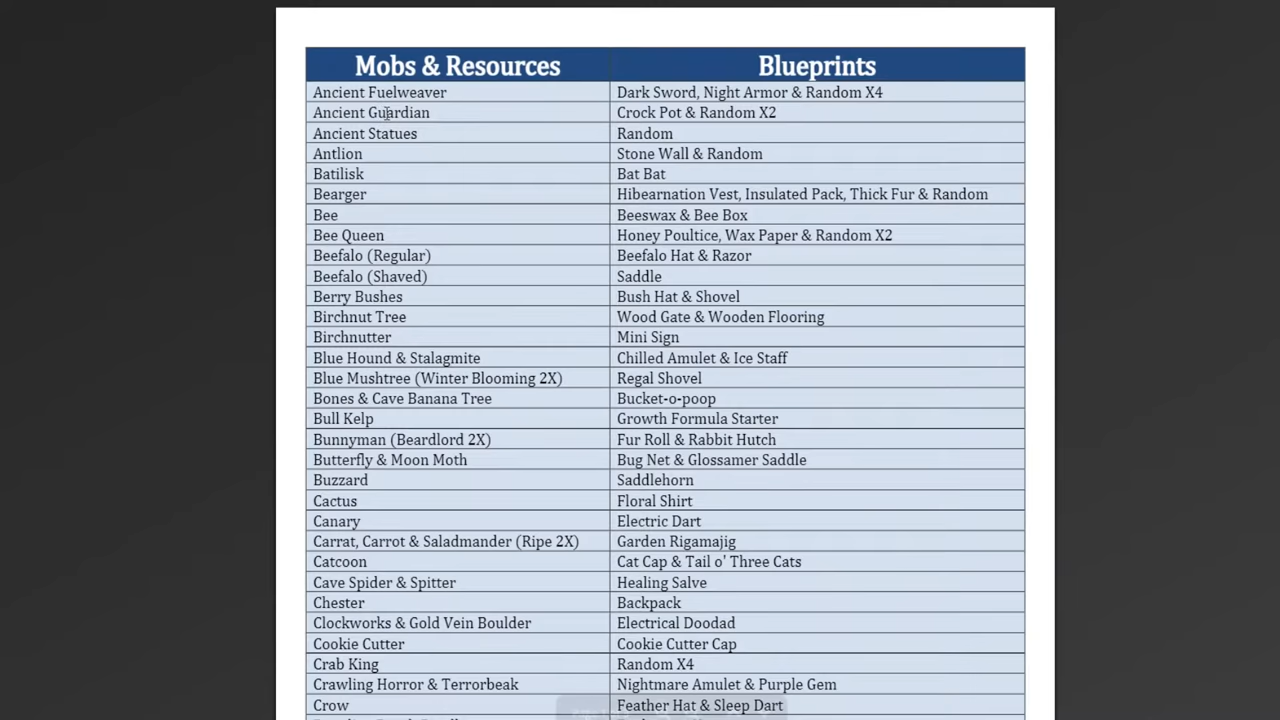 Mobs & Resources Blueprints
Ancient Fuelweaver Dark Sword, Night Armor & Random X4
Ancient Guardian Crock Pot & Random X2
Ancient Statues Random
Antlion Stone Wall & Random
Batilisk Bat Bat
Bearger Hibearnation Vest, Insulated Pack, Thick Fur & Random
Bee Beeswax & Bee Box
Bee Queen Honey Poultice, Wax Paper & Random X2
Beefalo (Regular) Beefalo Hat & Razor
Beefalo (Shaved) Saddle
Berry Bushes Bush Hat & Shovel
Birchnut Tree Wood Gate & Wooden Flooring
Birchnutter Mini Sign
Blue Hound & Stalagmite Chilled Amulet & Ice Staff
Blue Mushtree (Winter Blooming 2X) Regal Shovel
Bones & Cave Banana Tree Bucket-o-poop
Bull Kelp Growth Formula Starter
Bunnyman (Beardlord 2X) Fur Roll & Rabbit Hutch
Butterfly & Moon Moth Bug Net & Glossamer Saddle
Buzzard Saddlehorn
Cactus Floral Shirt
Canary Electric Dart
Carrat, Carrot & Saladmander (Ripe 2X) Garden Rigamajig
Catcoon Cat Cap & Tail o' Three Cats
Cave Spider & Spitter Healing Salve
Chester Backpack
Clockworks & Gold Vein Boulder Electrical Doodad
Cookie Cutter Cookie Cutter Cap
Crab King Random X4
Crawling Horror & Terrorbeak Nightmare Amulet & Purple Gem
Crow Feather Hat & Sleep Dart